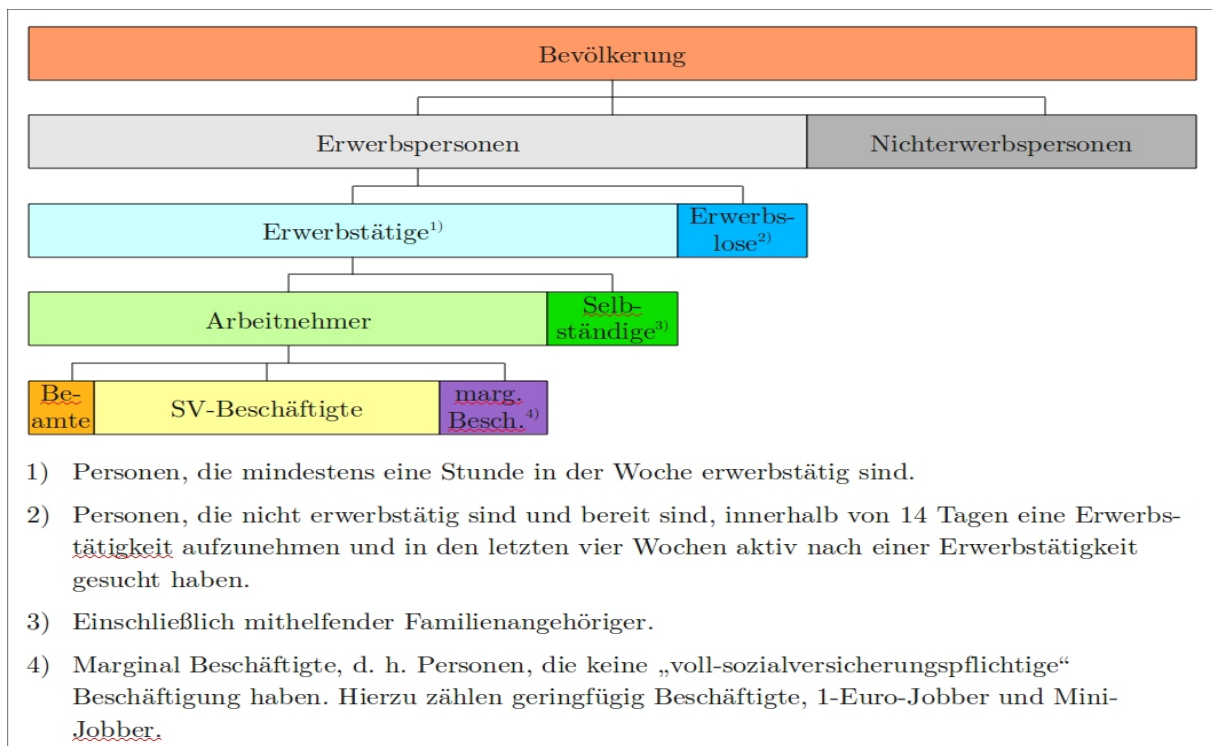 Bevölkerung
Erwerbspersonen
Nichterwerbspersonen
Erwerbstätige1)
Erwerbs-
lose2)
Arbeitnehmer
Selb-
ständige3)
Be-
amte
SV-Beschäftigte
marg.
Besch.4)
1) Personen, die mindestens eine Stunde in der Woche erwerbstätig sind.
2) Personen, die nicht erwerbstätig sind und bereit sind, innerhalb von 14 Tagen eine Erwerbs-
tätigkeit aufzunehmen und in den letzten vier Wochen aktiv nach einer Erwerbstätigkeit
gesucht haben.
3) Einschließlich mithelfender Familienangehöriger.
4) Marginal Beschäftigte, d. h. Personen, die keine „voll-sozialversicherungspflichtige“
Beschäftigung haben. Hierzu zählen geringfügig Beschäftigte, 1-Euro-Jobber und Mini-
Jobber.